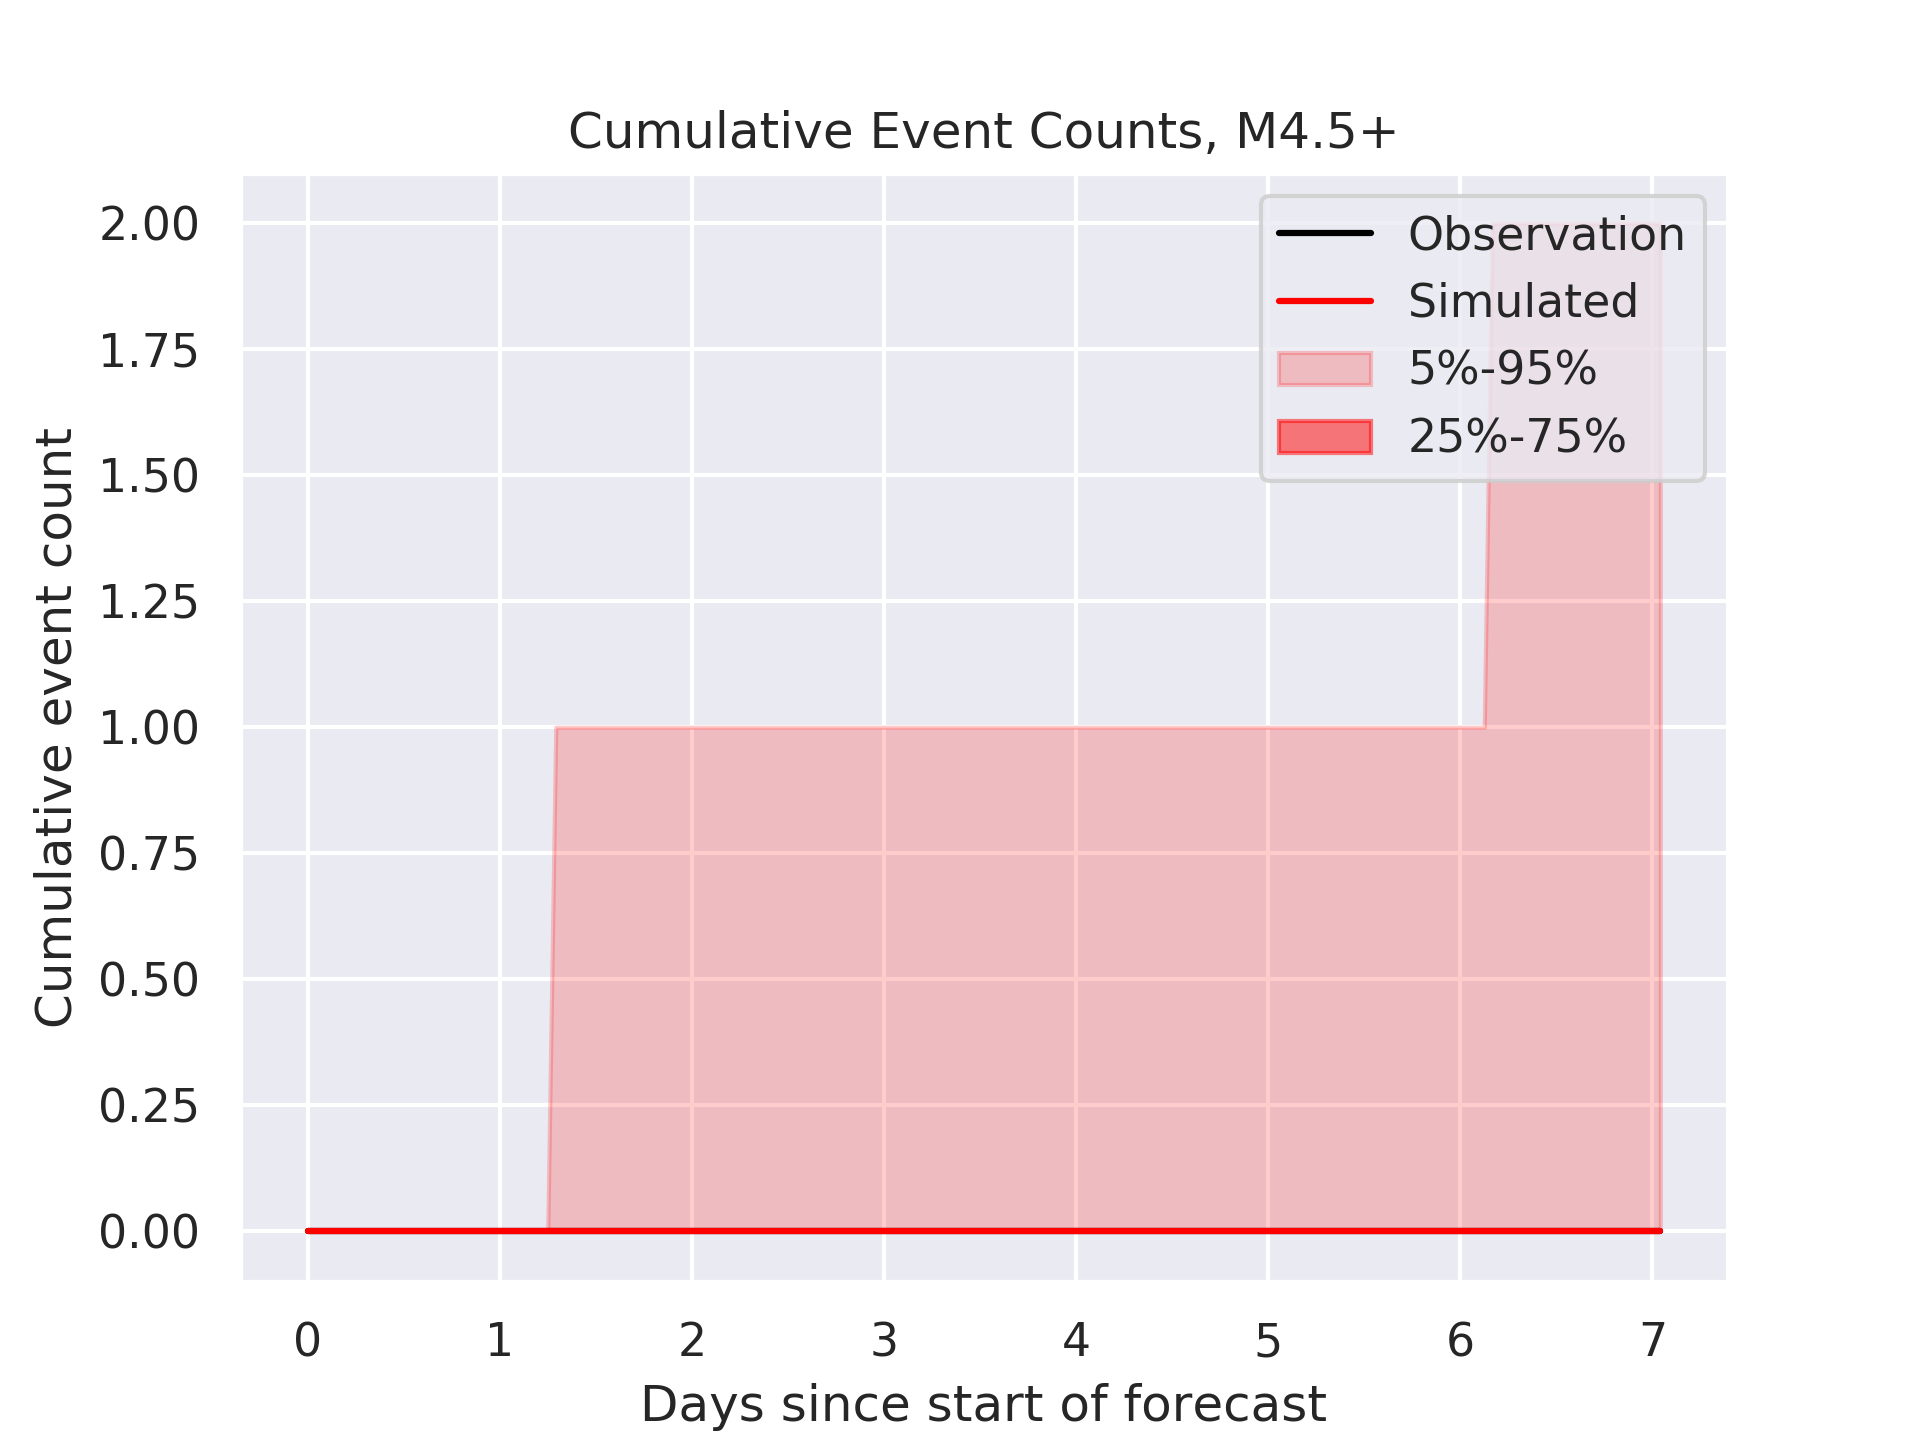 Cumulative Event Counts, M4.5+
Observation
Simulated
5%-95%
25%-75%
Cumulative event count
2.00
1.75
1.50
1.25
1.00
0.75
0.50
0.25
0.00
0 1 2 3 4 5 6 7
Days since start of forecast